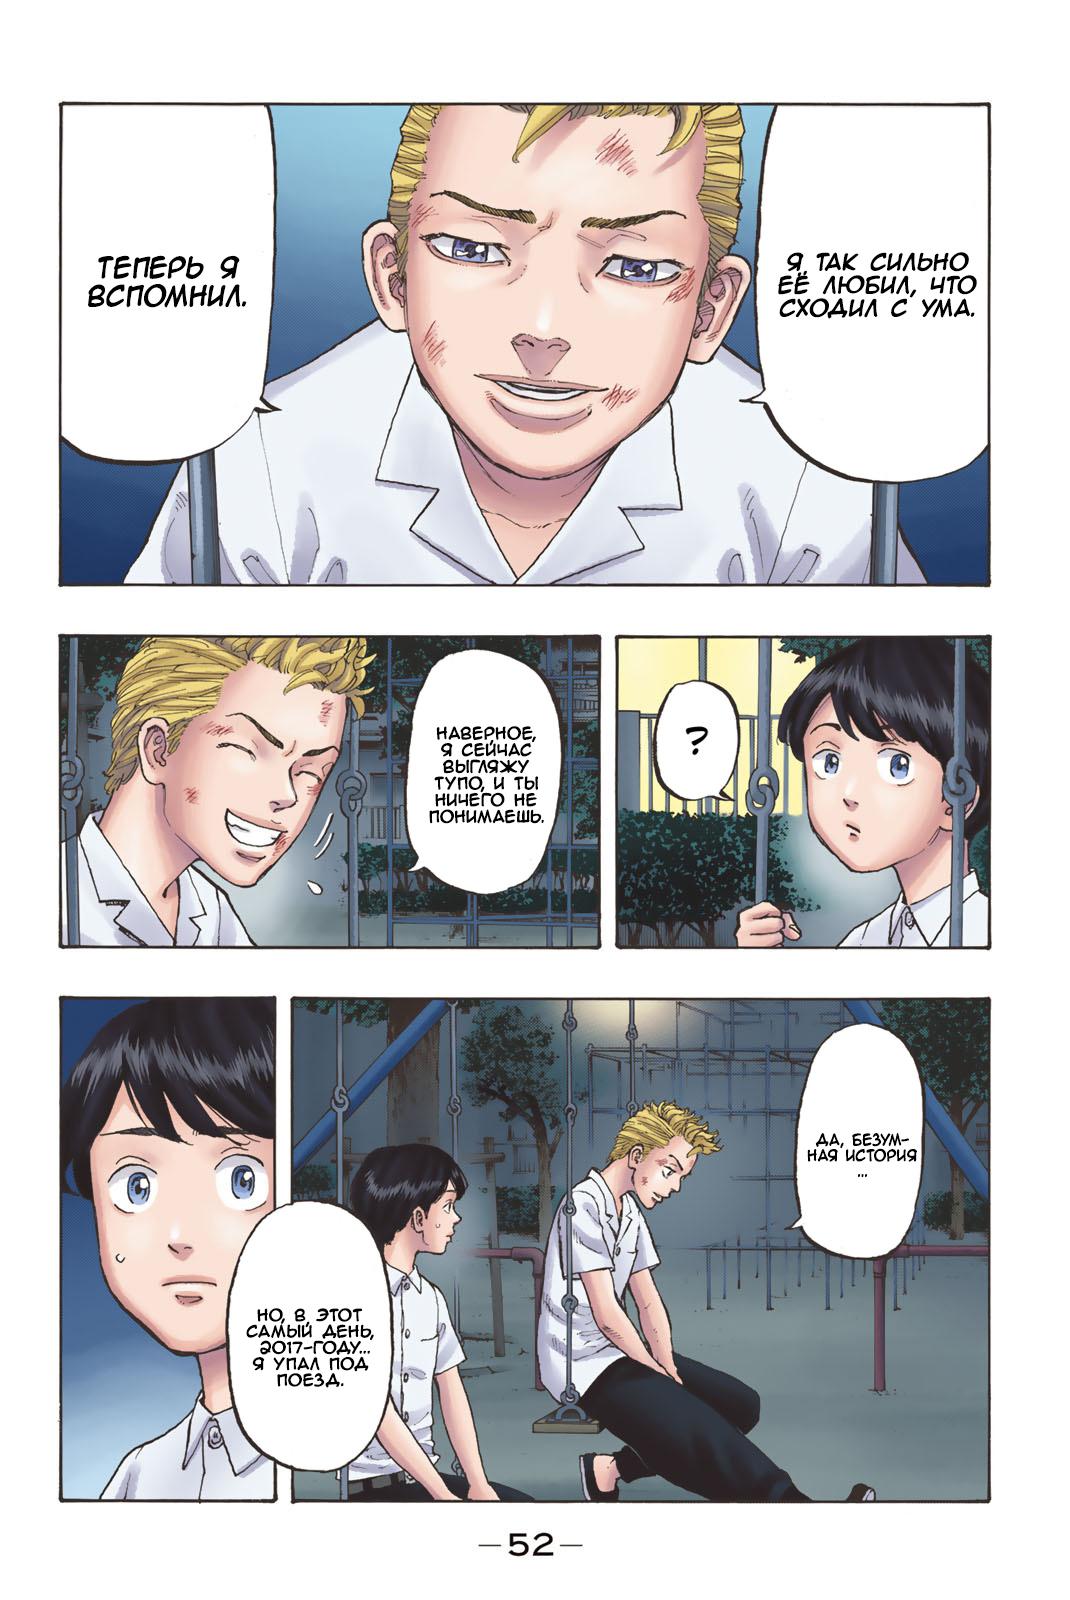 Я ТАК СИЛЬНО
ЕЁ ЛЮБИЛ, ЧТО
СХОДИЛ С УМА.
ТЕПЕРЬ Я
ВСПОМНИЛ.
?
НАВЕРНОЕ,
Я СЕЙЧАС
ВЫГЛЯЖУ
ТУПО, И ТЫ
НИЧЕГО НЕ
ПОНИМАЕШЬ.
ДА, БЕЗУМ-
НАЯ ИСТОРИЯ
...
НО, В ЭТОТ
САМЫЙ ДЕНЬ,
2017-ГОДУ...
Я УПАЛ ПОД
ПОЕЗД.
—52—